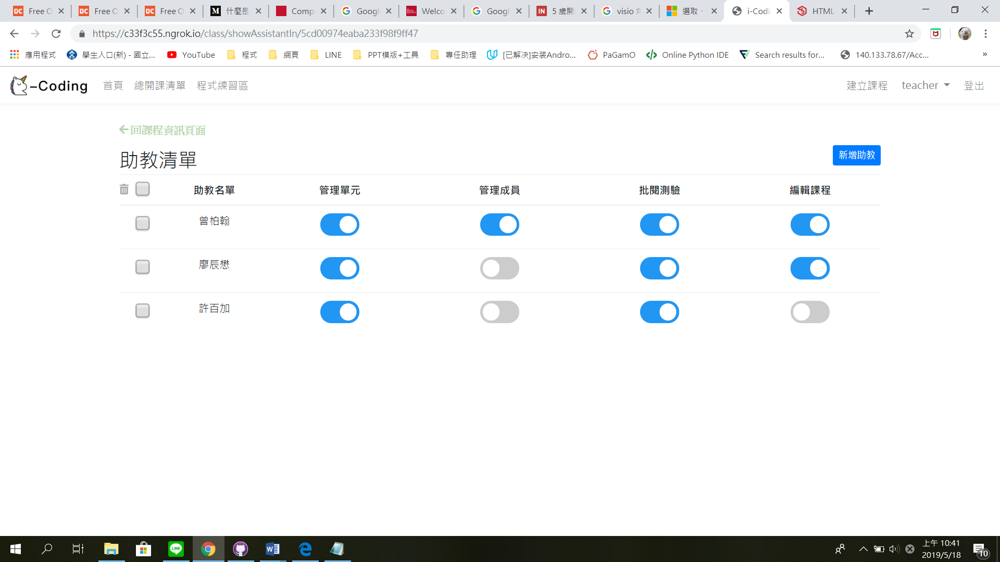 Free O
Free O
Free O
什麼是
Comp
Googl
Welco
Googl
5 歲開
visio 角
選取、
i-Codi
HTML
https://c33f3c55.ngrok.io/class/showAssistantIn/5cd00974eaba233f98f9ff47
應用程式
學生入口(新) - 國立...
YouTube
程式
網頁
LINE
PPT模版+工具
專任助理
[已解决]安装Andro...
PaGamO
Online Python IDE
Search results for...
140.133.78.67/Acc...
»
-Coding
首頁
總開課清單
程式練習區
建立課程
teacher
登出
回課程資訊頁面
助教清單
新增助教
助教名單
管理單元
管理成員
批閱測驗
編輯課程
曾柏翰
廖辰懋
許百加
上午 10:41
2019/5/18
10